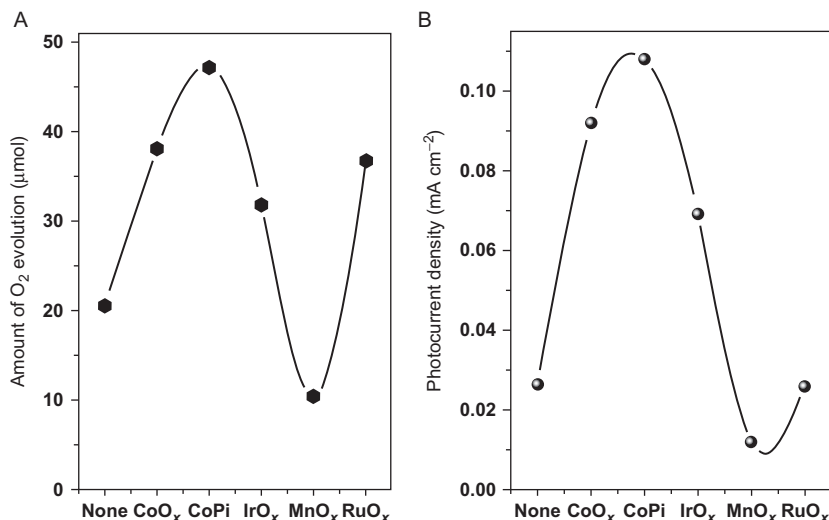 A
Amount of O₂ evolution (μmol)
50
40
30
20
10
0
None CoOₓ CoPi IrOₓ MnOₓ RuOₓ
B
Photocurrent density (mA cm⁻²)
0.10
0.08
0.06
0.04
0.02
0.00
None CoOₓ CoPi IrOₓ MnOₓ RuOₓ